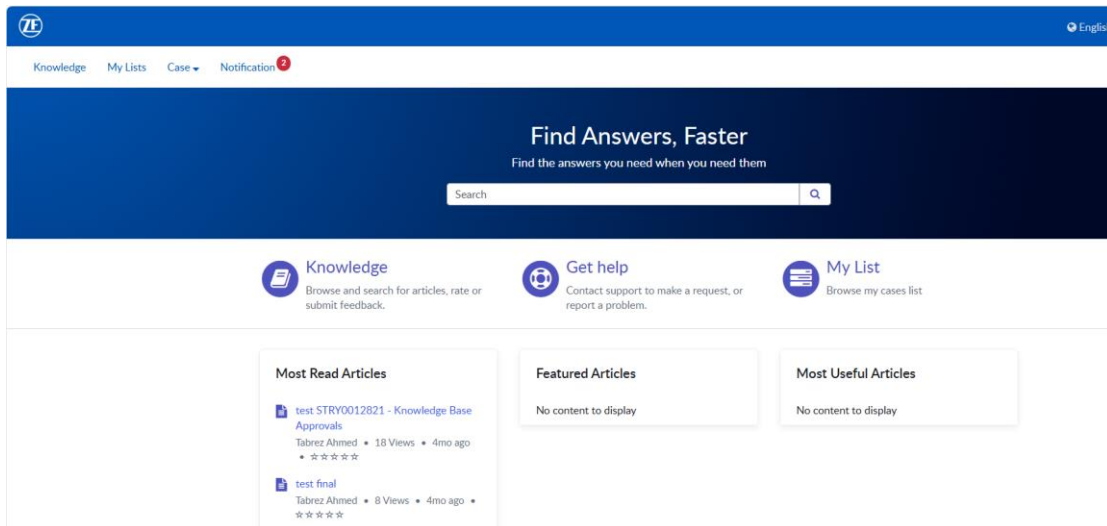 ZF
English
Knowledge My Lists Case Notification 2
Find Answers, Faster
Find the answers you need when you need them
Search
Knowledge
Browse and search for articles, rate or
submit feedback.
Get help
Contact support to make a request, or
report a problem.
My List
Browse my cases list
Most Read Articles
test STRY0012821 - Knowledge Base
Approvals
Tabrez Ahmed • 18 Views • 4mo ago
• ☆☆☆☆☆
test final
Tabrez Ahmed • 8 Views • 4mo ago •
☆☆☆☆☆
Featured Articles
No content to display
Most Useful Articles
No content to display